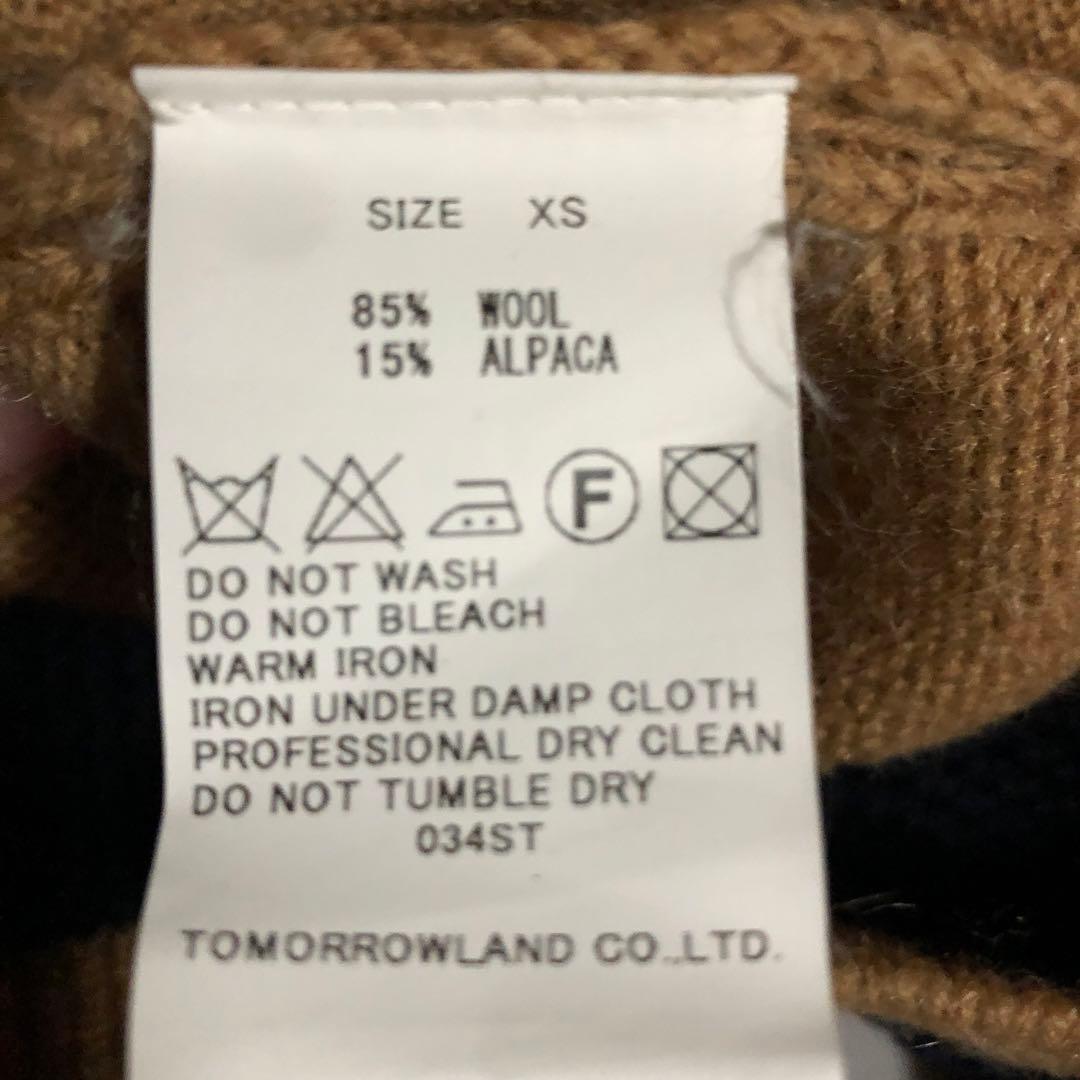 SIZE XS
85% WOOL
15% ALPACA
F
DO NOT WASH
DO NOT BLEACH
WARM IRON
IRON UNDER DAMP CLOTH
PROFESSIONAL DRY CLEAN
DO NOT TUMBLE DRY
034ST
TOMORROWLAND CO.,LTD.